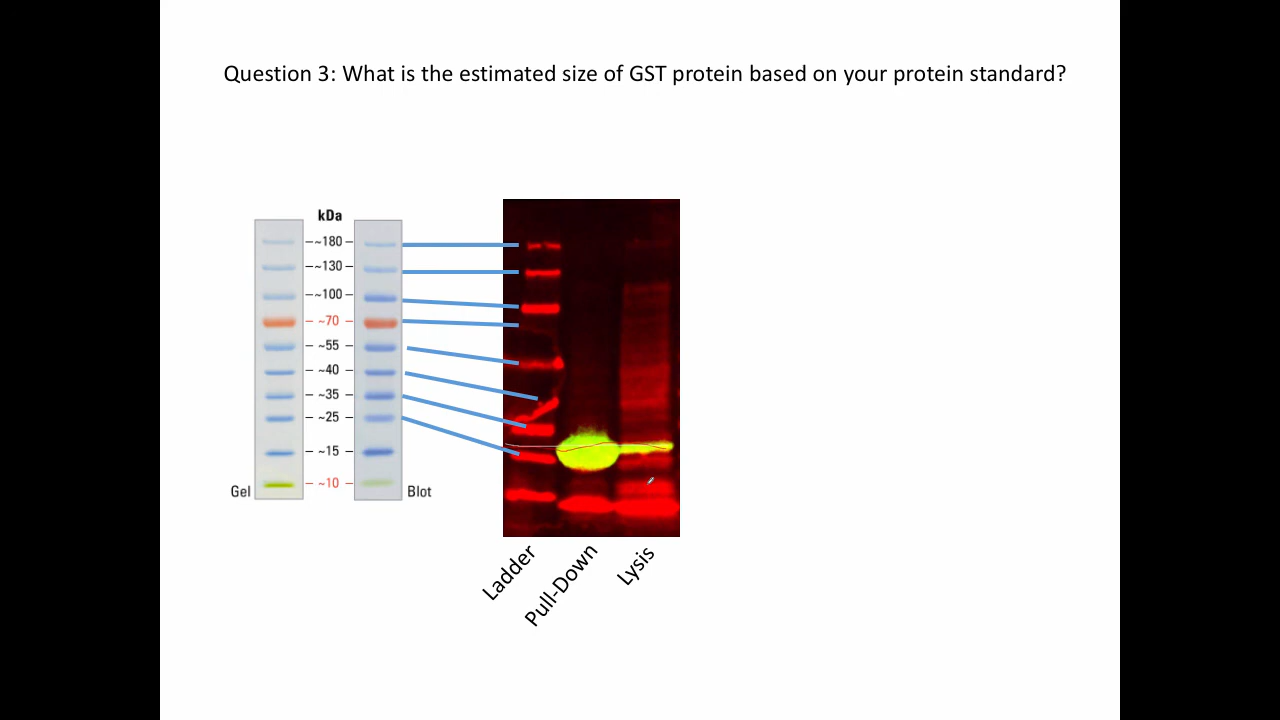 Question 3: What is the estimated size of GST protein based on your protein standard?
kDa
~180
~130
~100
~70
~55
~40
~35
~25
~15
~10
Gel
Blot
Ladder
Pull-Down
Lysis